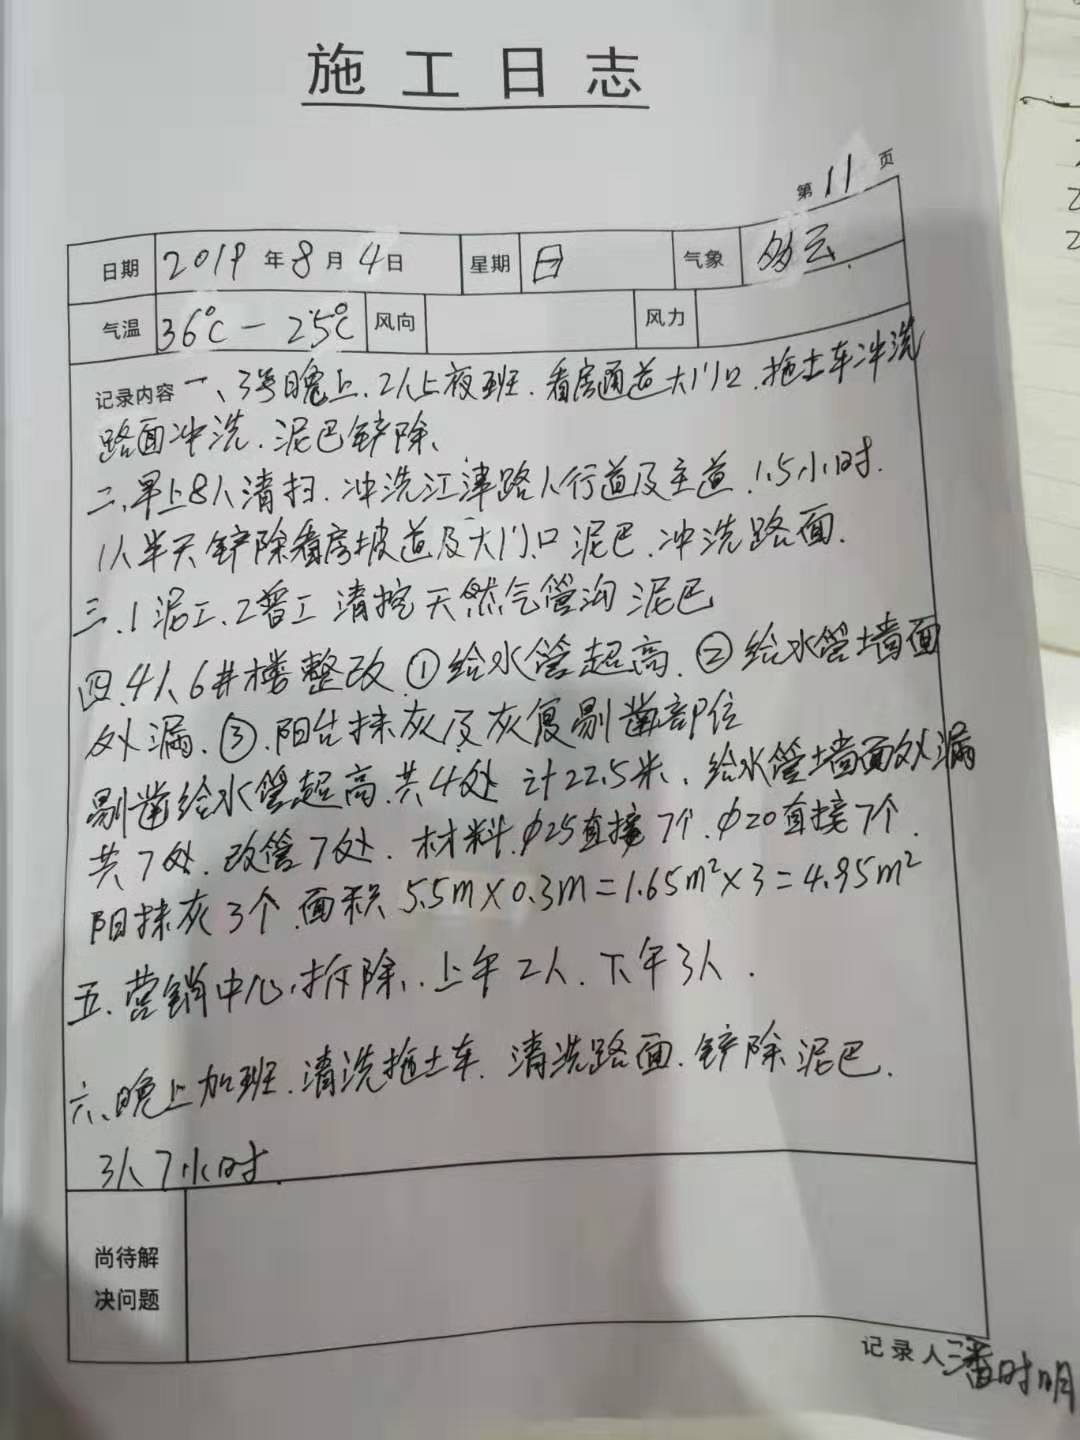 施工日志
第11页
日期 2019年8月4日 星期 日 气象 多云.
气温 36℃-25℃ 风向 风力
记录内容 一、3号晚上.2人上夜班.看房通道大门口.拖土车冲洗
路面冲洗.泥巴铲除、
二、早上8人清扫.冲洗江津路人行道及主道.1.5小时.
1人半天铲除看房坡道及大门口泥巴.冲洗路面.
三.1泥工、2普工清挖天然气管沟泥巴
四.4人6#楼整改.①给水管超高.②给水管墙面
外漏.③.阳台抹灰及灰复剔凿部位
剔凿给水管超高.共4处计22.5米.给水管墙面外漏
共7处.改管7处.材料.φ25直接7个.φ20直接7个.
阳抹灰3个.面积5.5m×0.3m=1.65m²×3=4.95m²
五.营销中心.拆除.上午2人.下午3人.
六、晚上加班.清洗拖土车.清洗路面.铲除泥巴.
3人7小时.
尚待解
决问题
记录人 潘时明